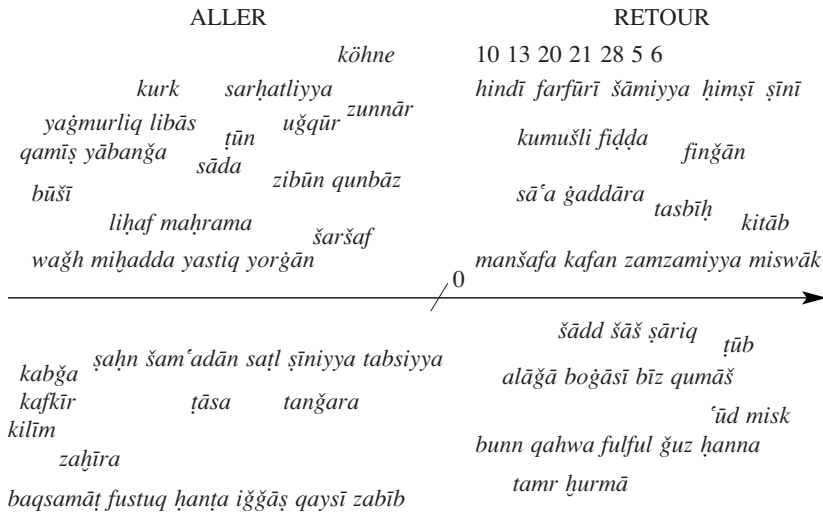 ALLER
RETOUR
köhne
kurk sarḥatliyya
yaġmurliq libās ṭūn uğqūr zunnār
qamīṣ yābanğa sāda
būšī zibūn qunbāz
liḥaf maḥrama šaršaf
wağh miḫadda yastiq yorġān
10 13 20 21 28 5 6
hindī farfūrī šāmiyya ḥimṣī ṣīnī
kumušli fiḍḍa finğān
sāʿa ġaddāra tasbīḥ kitāb
manšafa kafan zamzamiyya miswāk
0
kabğa ṣaḥn šamʿadān saṭl ṣīniyya tabsiyya
kafkīr ṭāsa tanğara
kilīm
zaḫīra
baqsamāṭ fustuq ḥanṭa iğğāṣ qaysī zabīb
šādd šāš ṣāriq ṭūb
alāğā boġāsī bīz qumāš
ʿūd misk
bunn qahwa fulful ğuz ḥanna
tamr ḫurmā